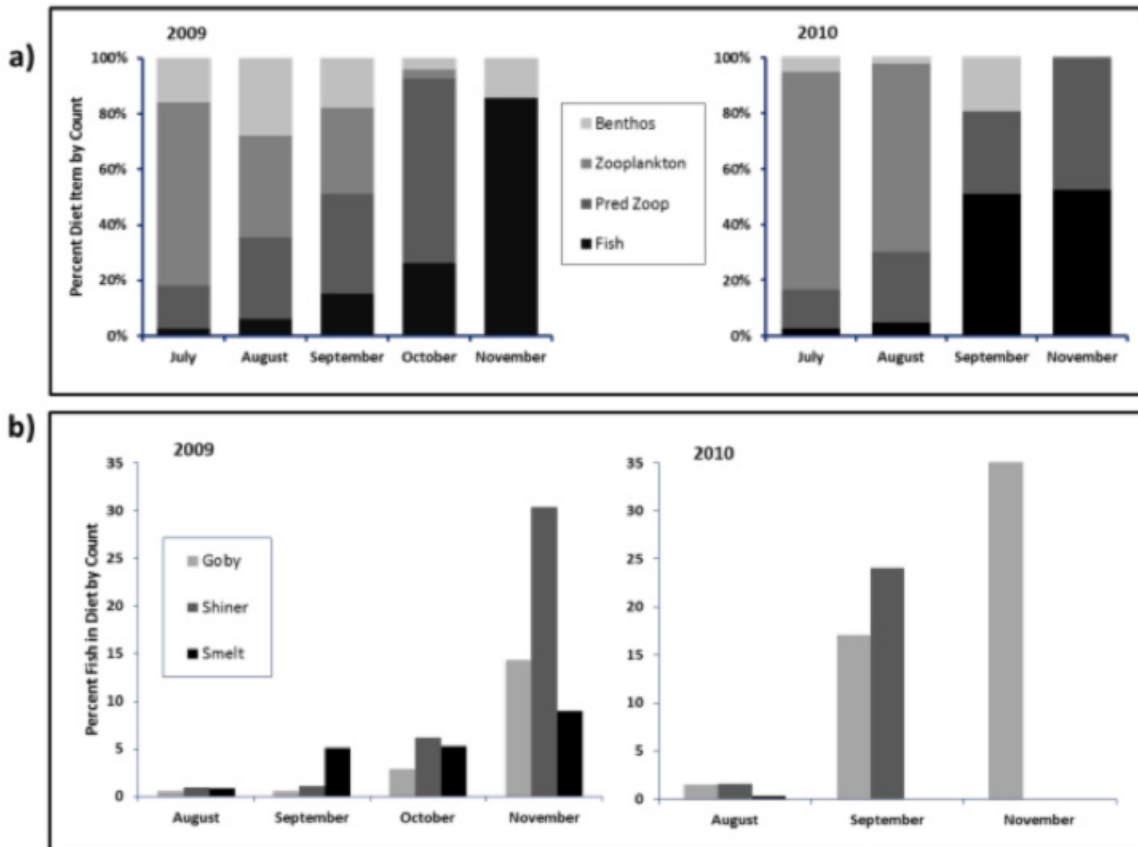 a)
2009
100%
80%
60%
40%
20%
0%
Percent Diet Item by Count
July August September October November
Benthos
Zooplankton
Pred Zoop
Fish
2010
100%
80%
60%
40%
20%
0%
July August September November
b)
2009
35
30
25
20
15
10
5
0
Percent Fish in Diet by Count
Goby
Shiner
Smelt
August September October November
2010
35
30
25
20
15
10
5
0
August September November